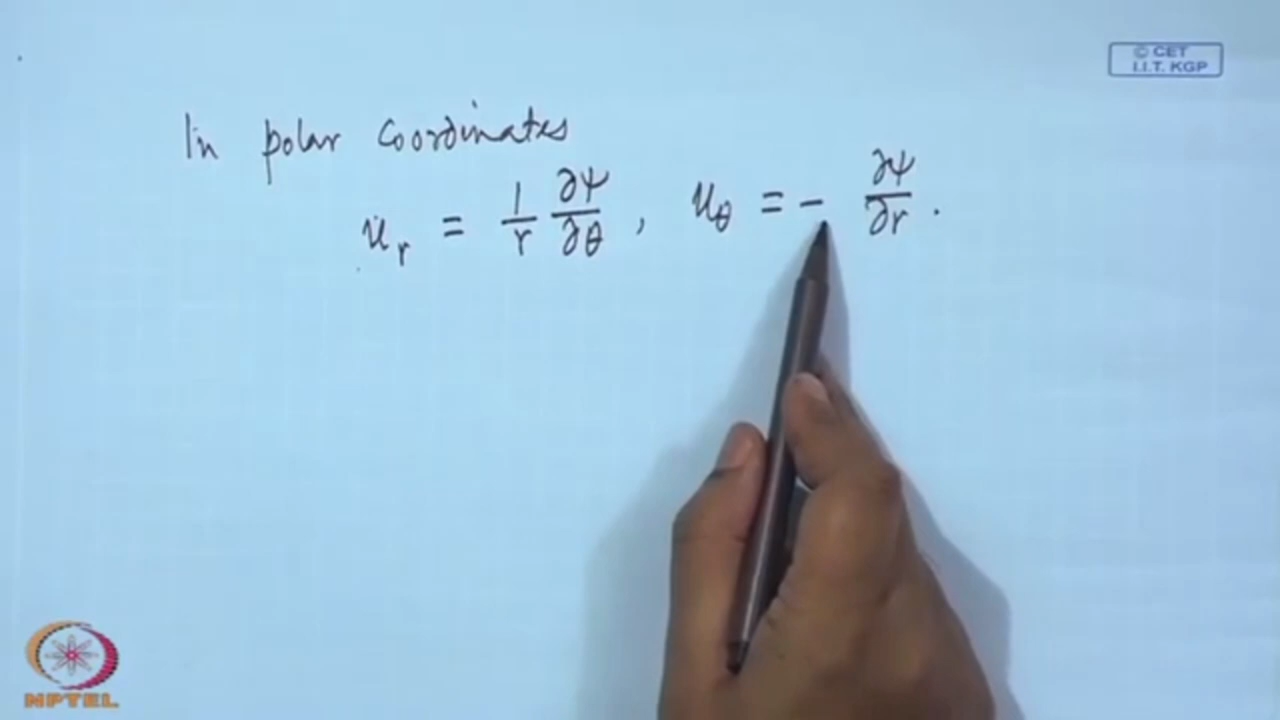 © CET
I.I.T. KGP
In polar coordinates
u_r = 1/r ∂ψ/∂θ , u_θ = - ∂ψ/∂r .
NPTEL